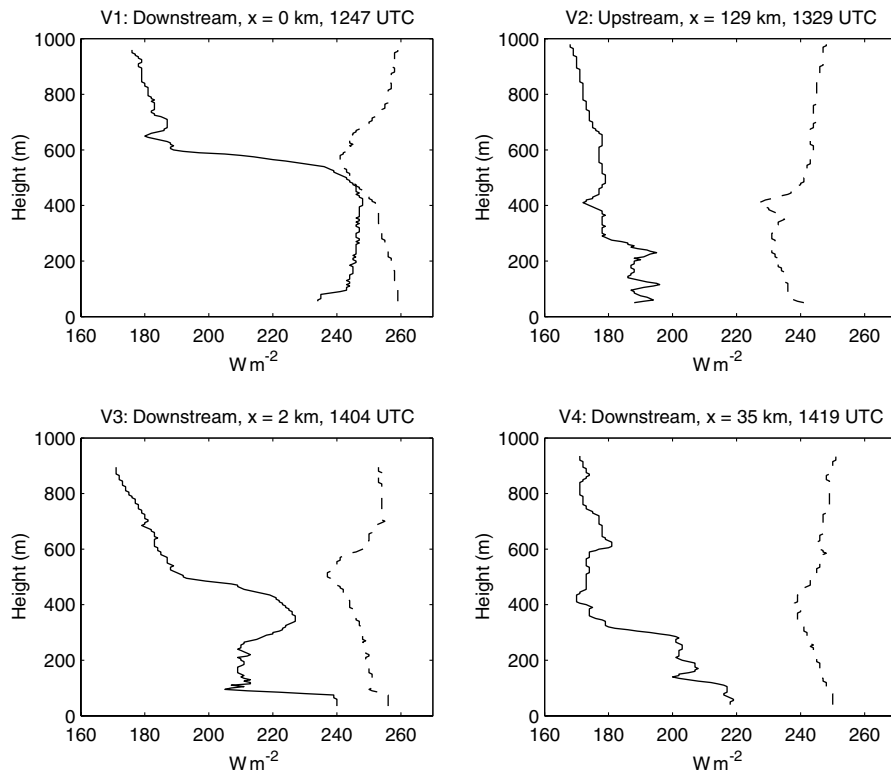 V1: Downstream, x = 0 km, 1247 UTC
V2: Upstream, x = 129 km, 1329 UTC
1000
800
600
400
200
0
Height (m)
160 180 200 220 240 260
W m-2
1000
800
600
400
200
0
Height (m)
160 180 200 220 240 260
W m-2
V3: Downstream, x = 2 km, 1404 UTC
V4: Downstream, x = 35 km, 1419 UTC
1000
800
600
400
200
0
Height (m)
160 180 200 220 240 260
W m-2
1000
800
600
400
200
0
Height (m)
160 180 200 220 240 260
W m-2